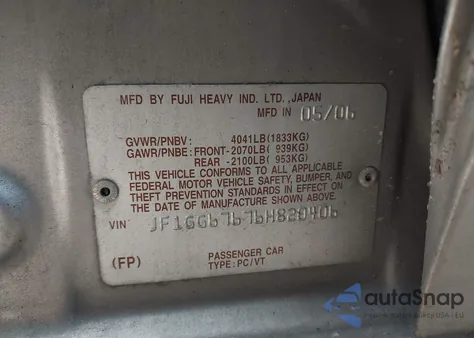 MFD BY FUJI HEAVY IND. LTD.,JAPAN
MFD IN 05/06
GVWR/PNBV : 4041LB(1833KG)
GAWR/PNBE: FRONT-2070LB( 939KG)
REAR -2100LB( 953KG)
THIS VEHICLE CONFORMS TO ALL APPLICABLE
FEDERAL MOTOR VEHICLE SAFETY, BUMPER, AND
THEFT PREVENTION STANDARDS IN EFFECT ON
THE DATE OF MANUFACTURE SHOWN ABOVE.
VIN: JF1GG67676H820406
PASSENGER CAR
(FP) TYPE: PC/VT
autaSnap